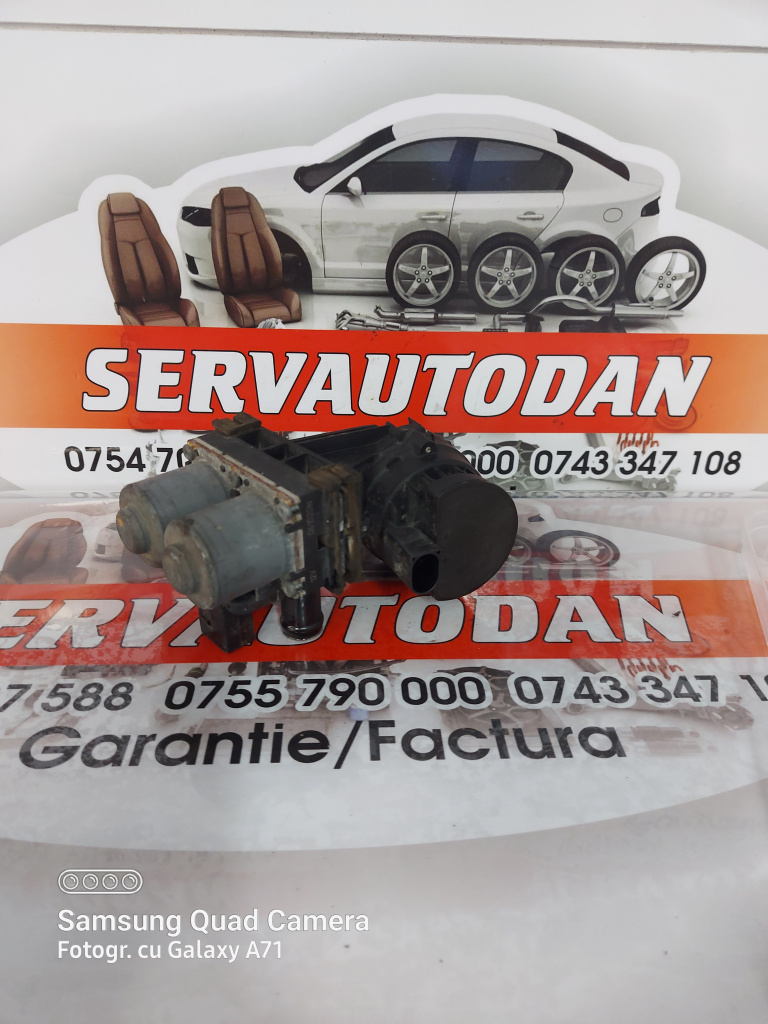 SERVAUTODAN
0754 70 000 0743 347 108
ERVAUTODAN
7 588 0755 790 000 0743 347 1
Garantie/Factura
Samsung Quad Camera
Fotogr. cu Galaxy A71